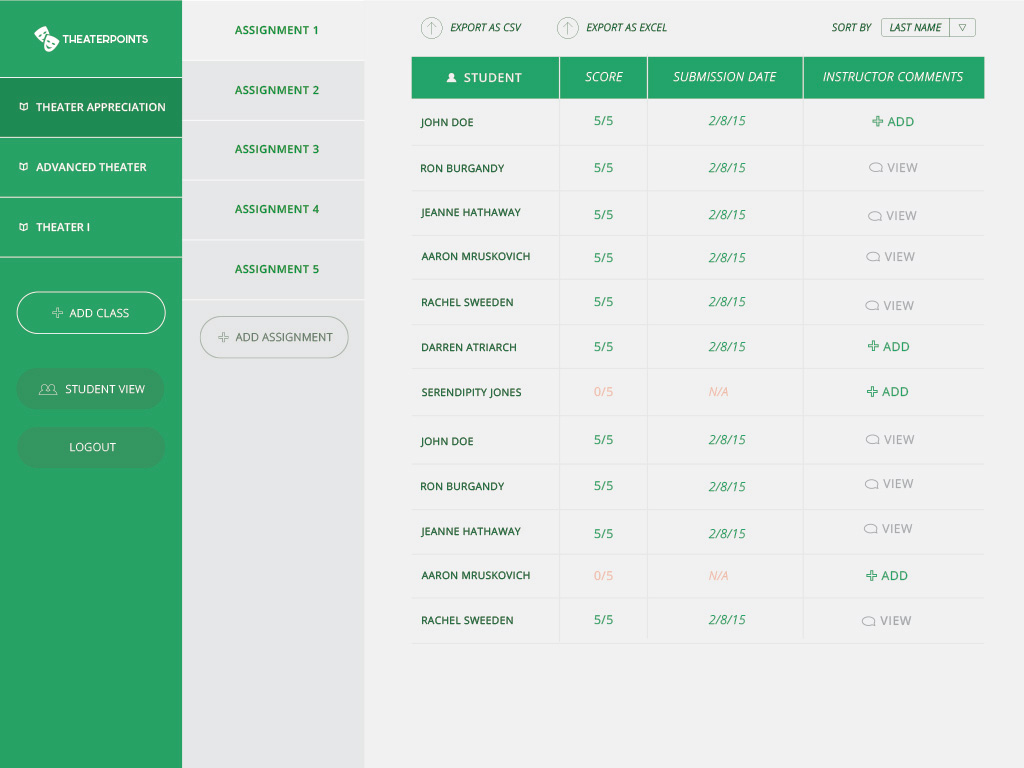 THEATERPOINTS
THEATER APPRECIATION
ADVANCED THEATER
THEATER I
ADD CLASS
STUDENT VIEW
LOGOUT
ASSIGNMENT 1
ASSIGNMENT 2
ASSIGNMENT 3
ASSIGNMENT 4
ASSIGNMENT 5
ADD ASSIGNMENT
EXPORT AS CSV EXPORT AS EXCEL SORT BY LAST NAME
STUDENT SCORE SUBMISSION DATE INSTRUCTOR COMMENTS
JOHN DOE 5/5 2/8/15 ADD
RON BURGANDY 5/5 2/8/15 VIEW
JEANNE HATHAWAY 5/5 2/8/15 VIEW
AARON MRUSKOVICH 5/5 2/8/15 VIEW
RACHEL SWEEDEN 5/5 2/8/15 VIEW
DARREN ATRIARCH 5/5 2/8/15 ADD
SERENDIPITY JONES 0/5 N/A ADD
JOHN DOE 5/5 2/8/15 VIEW
RON BURGANDY 5/5 2/8/15 VIEW
JEANNE HATHAWAY 5/5 2/8/15 VIEW
AARON MRUSKOVICH 0/5 N/A ADD
RACHEL SWEEDEN 5/5 2/8/15 VIEW